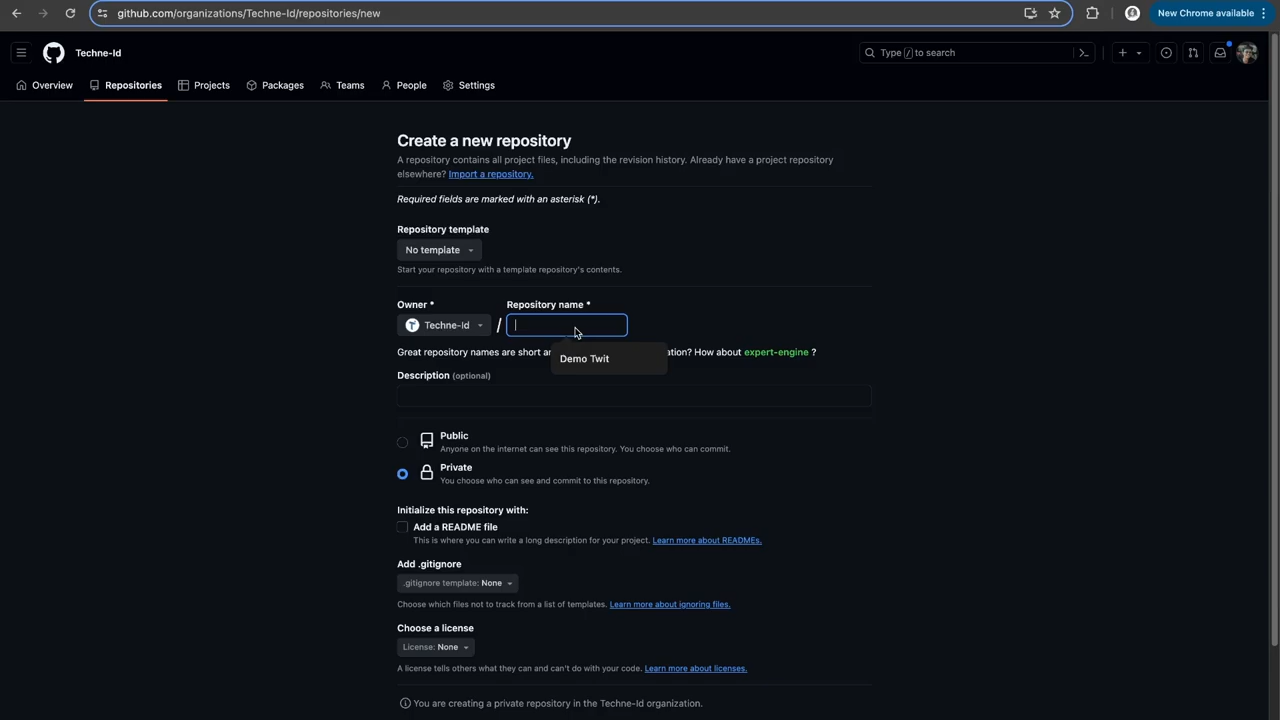 github.com/organizations/Techne-Id/repositories/new
New Chrome available
Techne-Id
Type / to search
Overview
Repositories
Projects
Packages
Teams
People
Settings
Create a new repository
A repository contains all project files, including the revision history. Already have a project repository
elsewhere? Import a repository.
Required fields are marked with an asterisk (*).
Repository template
No template
Start your repository with a template repository's contents.
Owner * Repository name *
Techne-Id /
Great repository names are short an ation? How about expert-engine ?
Demo Twit
Description (optional)
Public
Anyone on the internet can see this repository. You choose who can commit.
Private
You choose who can see and commit to this repository.
Initialize this repository with:
Add a README file
This is where you can write a long description for your project. Learn more about READMEs.
Add .gitignore
.gitignore template: None
Choose which files not to track from a list of templates. Learn more about ignoring files.
Choose a license
License: None
A license tells others what they can and can't do with your code. Learn more about licenses.
You are creating a private repository in the Techne-Id organization.